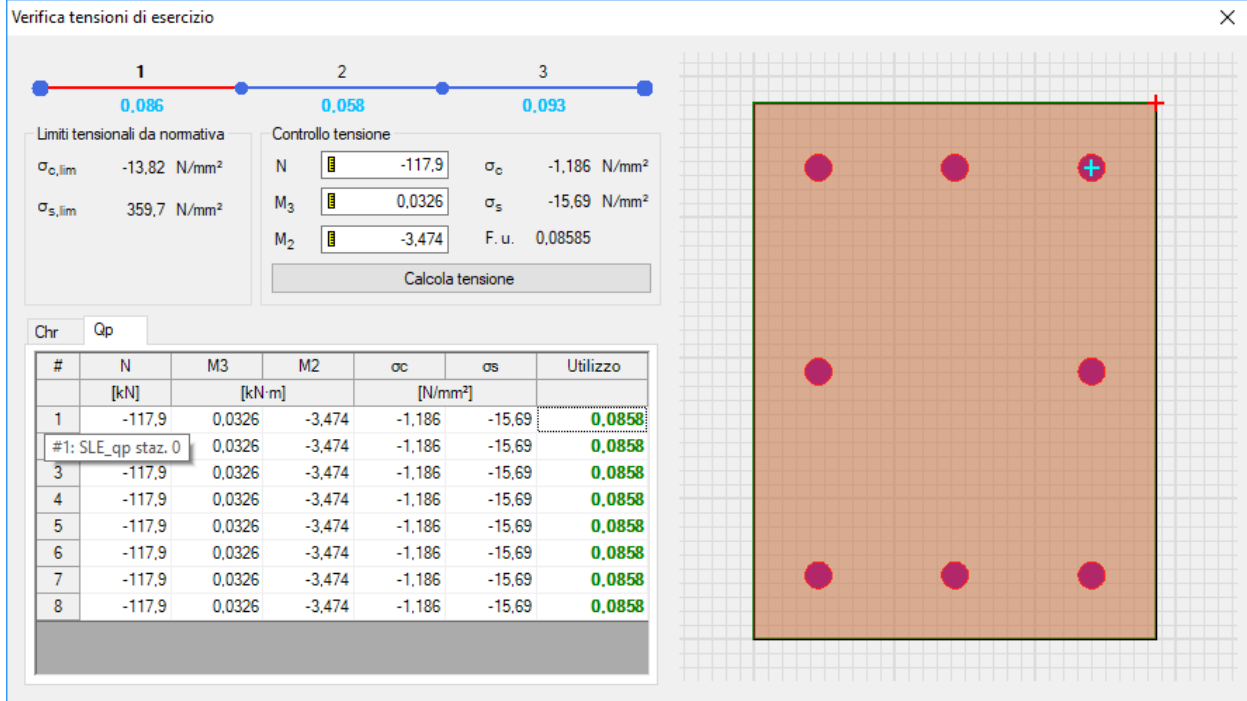 Verifica tensioni di esercizio
1 2 3
0,086 0,058 0,093
Limiti tensionali da normativa
σc,lim -13,82 N/mm²
σs,lim 359,7 N/mm²
Controllo tensione
N -117,9 σc -1,186 N/mm²
M3 0,0326 σs -15,69 N/mm²
M2 -3,474 F. u. 0,08585
Calcola tensione
Chr Qp
# N M3 M2 σc σs Utilizzo
[kN] [kN·m] [N/mm²]
1 -117,9 0,0326 -3,474 -1,186 -15,69 0,0858
#1: SLE_qp staz. 0 0,0326 -3,474 -1,186 -15,69 0,0858
3 -117,9 0,0326 -3,474 -1,186 -15,69 0,0858
4 -117,9 0,0326 -3,474 -1,186 -15,69 0,0858
5 -117,9 0,0326 -3,474 -1,186 -15,69 0,0858
6 -117,9 0,0326 -3,474 -1,186 -15,69 0,0858
7 -117,9 0,0326 -3,474 -1,186 -15,69 0,0858
8 -117,9 0,0326 -3,474 -1,186 -15,69 0,0858